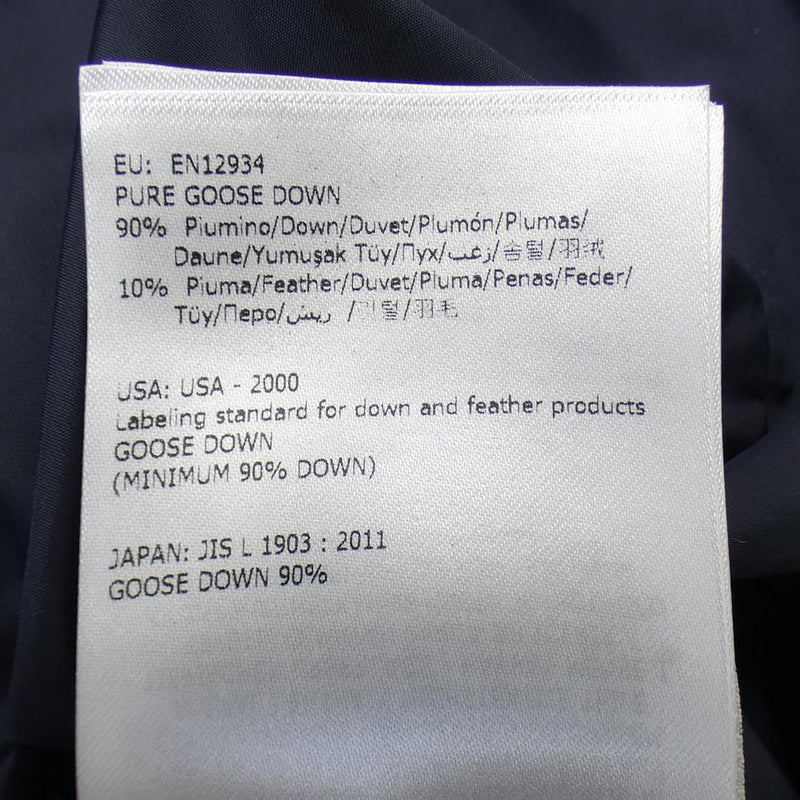 EU: EN12934
PURE GOOSE DOWN
90% Piumino/Down/Duvet/Plumón/Plumas/
Daune/Yumuşak Tüy/Пух/زغب/솜털/羽绒
10% Piuma/Feather/Duvet/Pluma/Penas/Feder/
Tüy/Перо/ريش /깃털/羽毛
USA: USA - 2000
Labeling standard for down and feather products
GOOSE DOWN
(MINIMUM 90% DOWN)
JAPAN: JIS L 1903 : 2011
GOOSE DOWN 90%